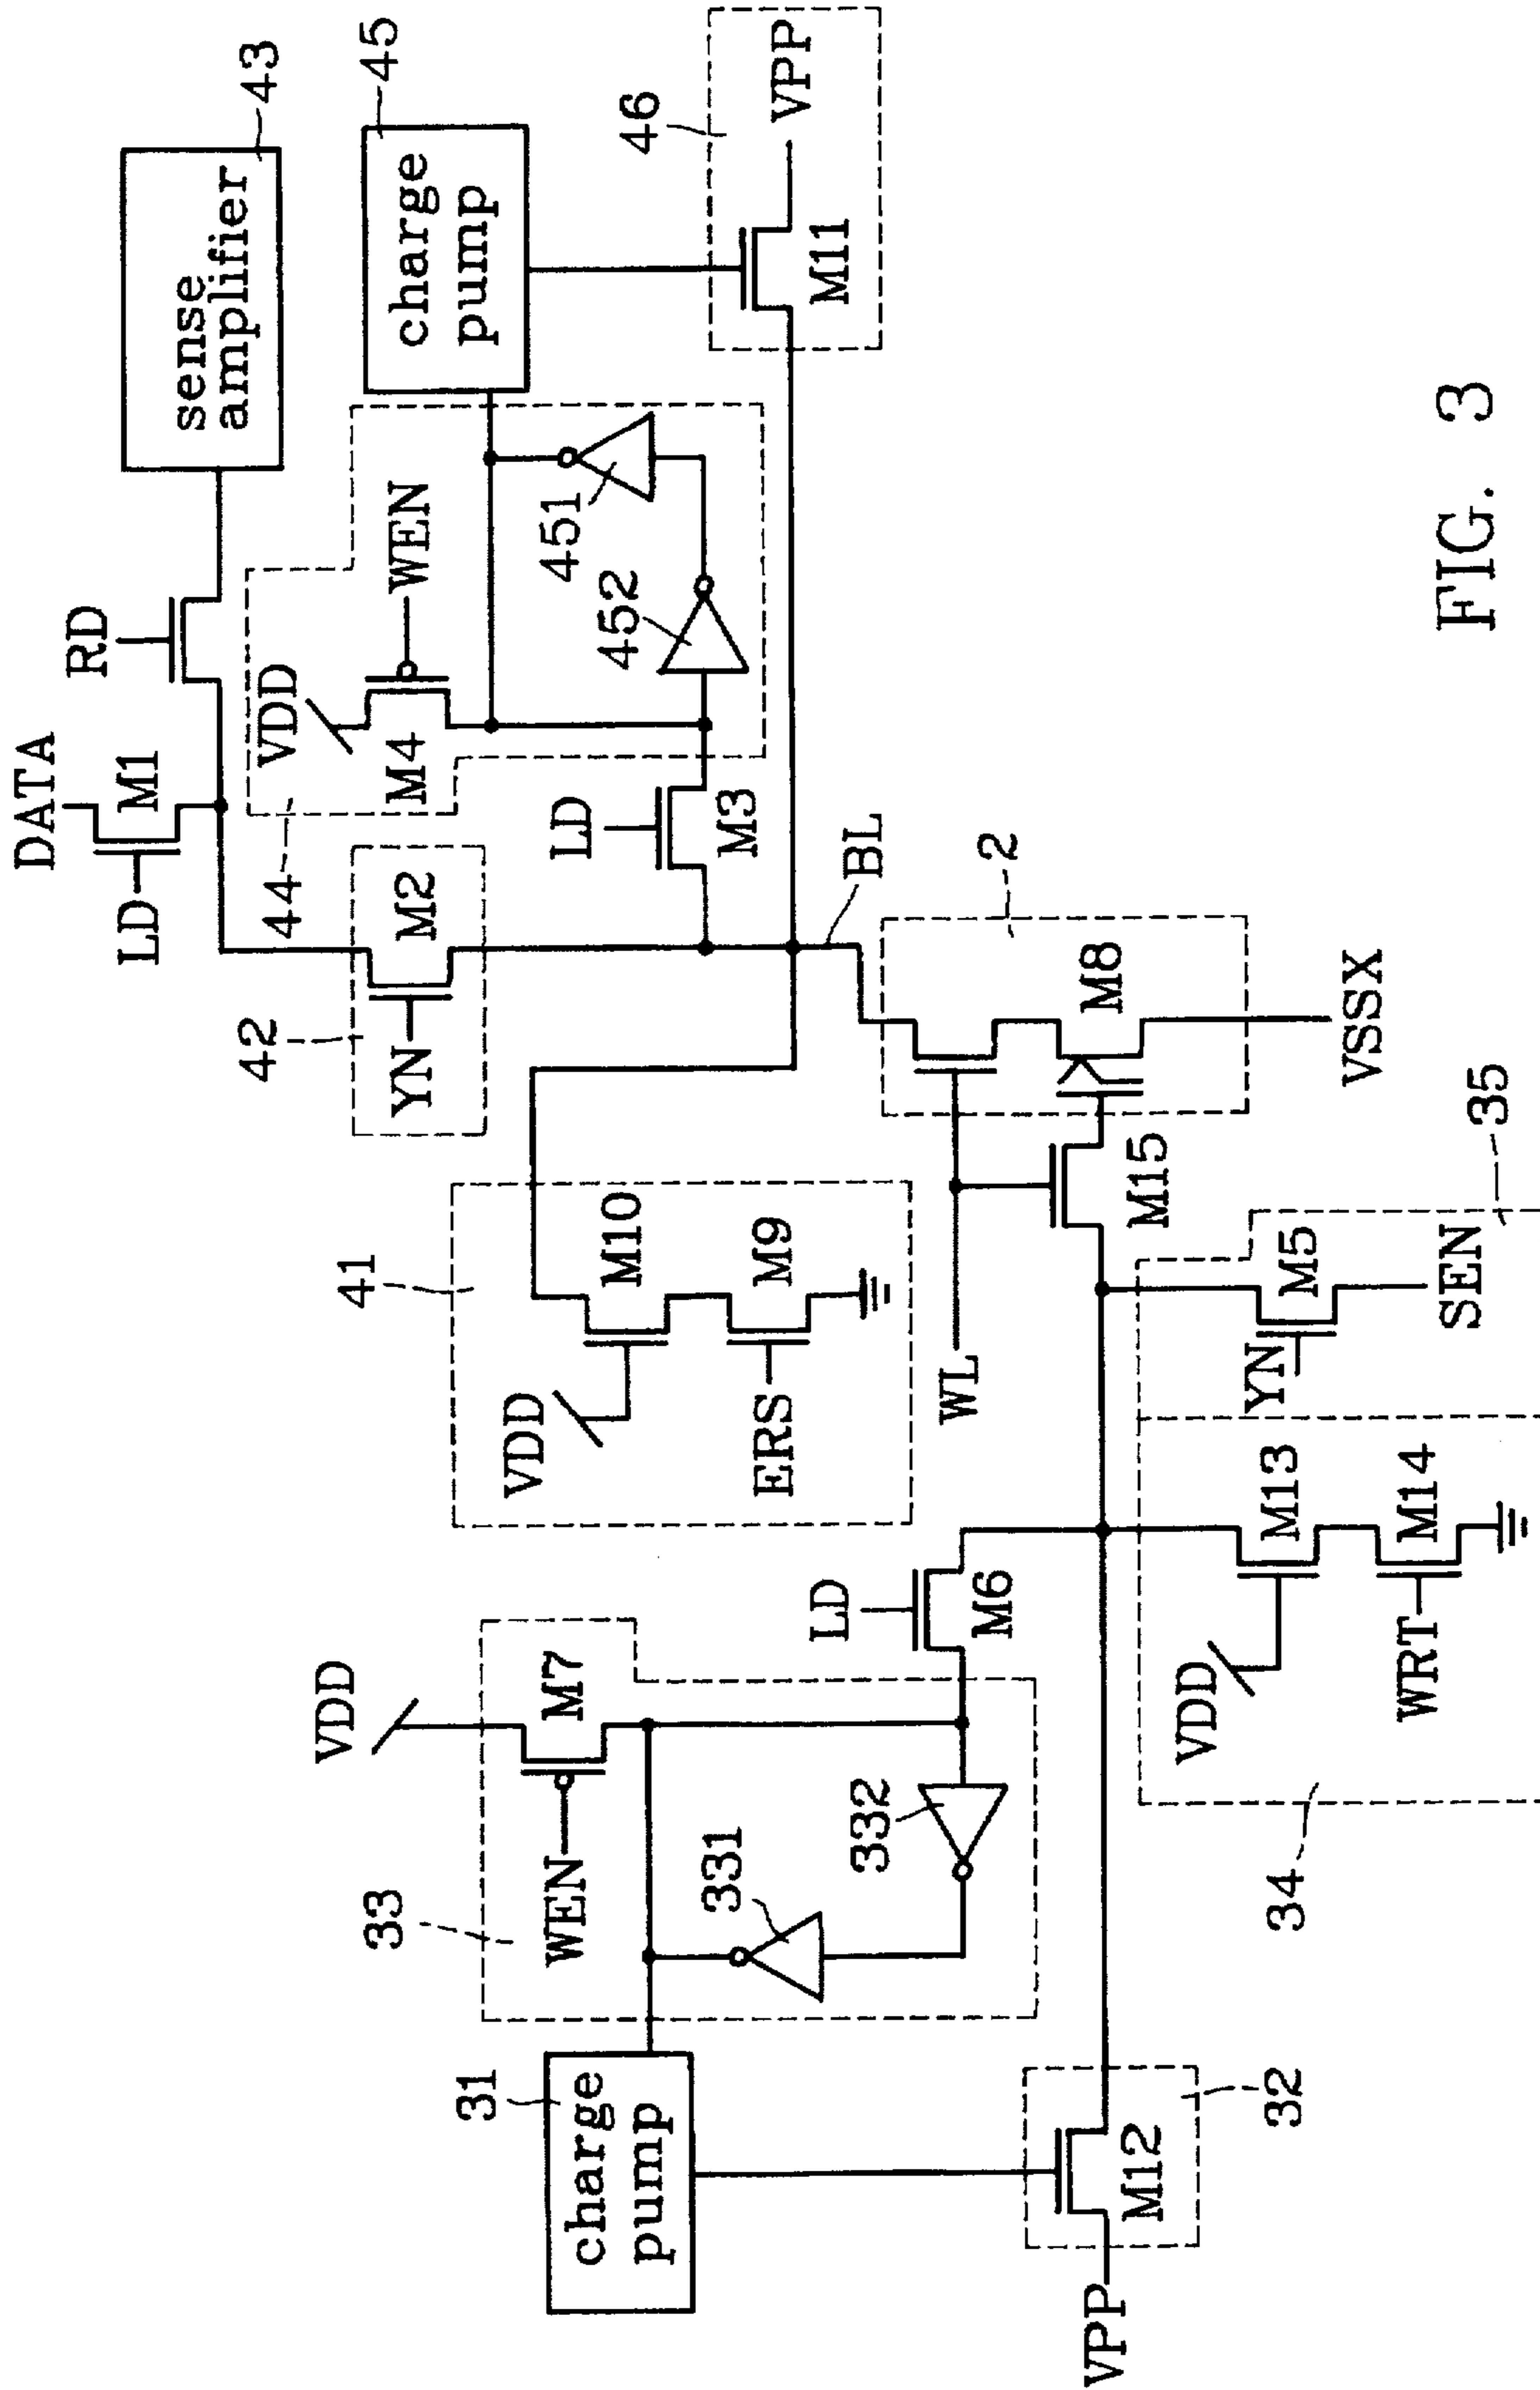 DATA
LD
M1
RD
sense
amplifier
43
45
charge
pump
46
VPP
M11
44
VDD
M4
WEN
451
452
LD
M3
42
YN
M2
BL
2
M8
VSSX
41
VDD
M10
ERS
M9
WL
M15
35
YN
M5
SEN
VDD
M13
WRT
M14
34
LD
M6
VDD
M7
WEN
33
331
332
31
charge
pump
32
M12
VPP
FIG. 3